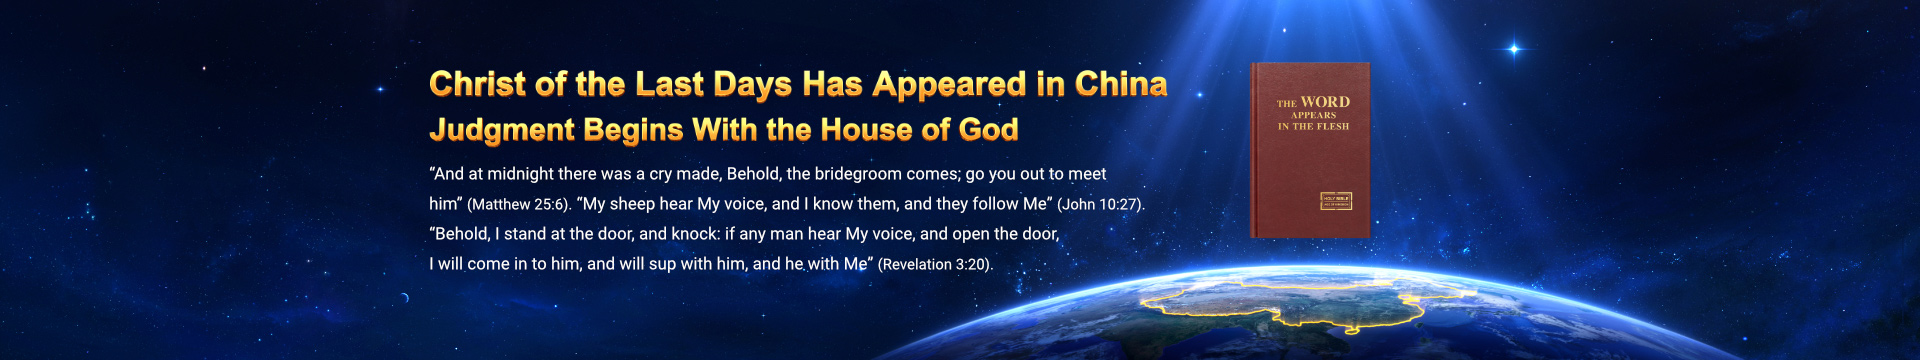 Christ of the Last Days Has Appeared in China
Judgment Begins With the House of God
“And at midnight there was a cry made, Behold, the bridegroom comes; go you out to meet
him” (Matthew 25:6). “My sheep hear My voice, and I know them, and they follow Me” (John 10:27).
“Behold, I stand at the door, and knock: if any man hear My voice, and open the door,
I will come in to him, and will sup with him, and he with Me” (Revelation 3:20).
THE WORD
APPEARS
IN THE FLESH
HOLY BIBLE